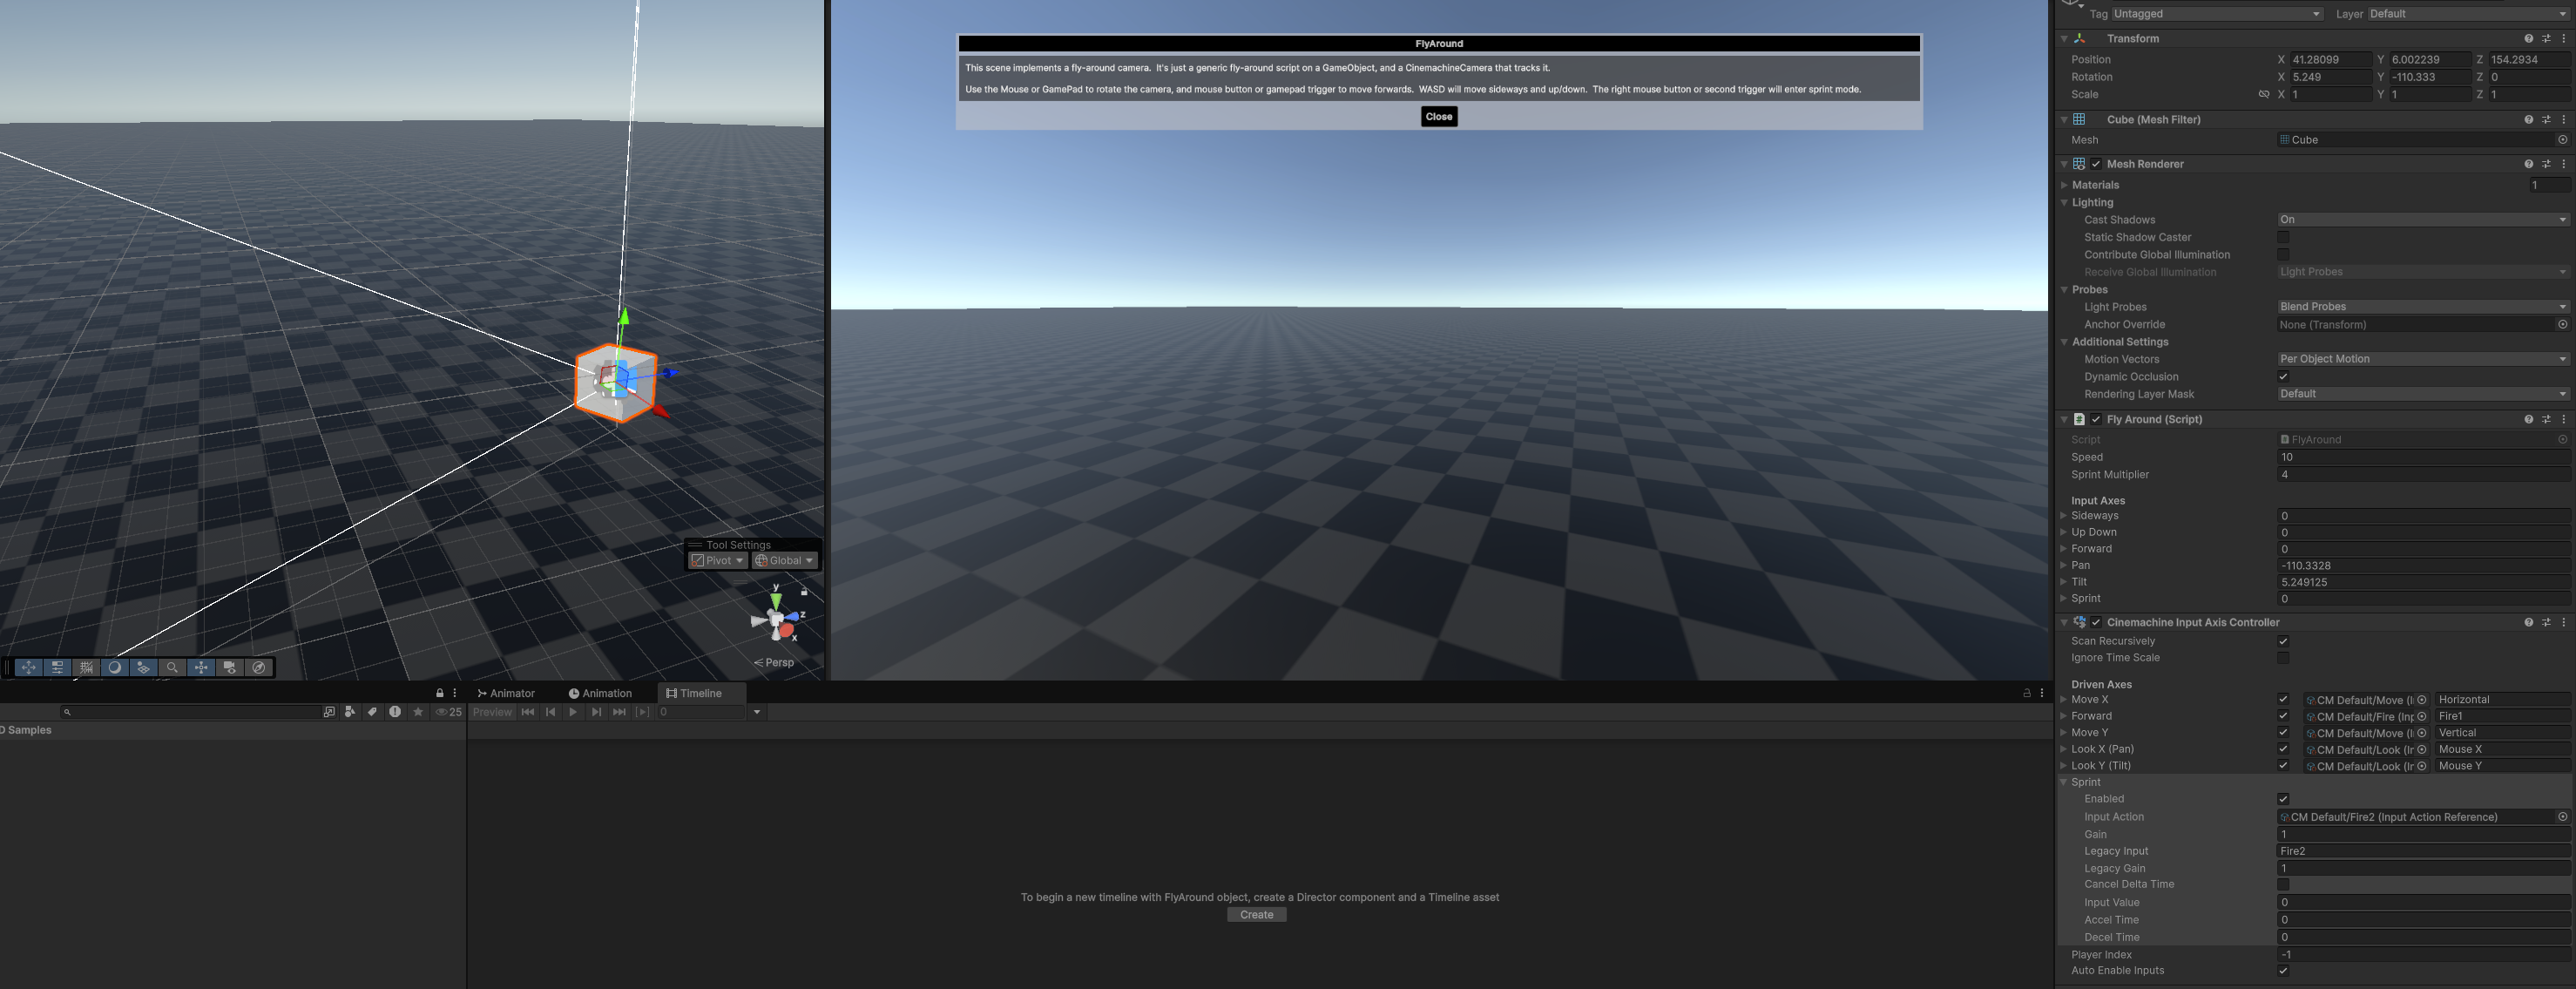 Tag Untagged Layer Default
Transform
Position X 41.28099 Y 6.002239 Z 154.2934
Rotation X 5.249 Y -110.333 Z 0
Scale X 1 Y 1 Z 1
Cube (Mesh Filter)
Mesh Cube
Mesh Renderer
Materials 1
Lighting
Cast Shadows On
Static Shadow Caster
Contribute Global Illumination
Receive Global Illumination Light Probes
Probes
Light Probes Blend Probes
Anchor Override None (Transform)
Additional Settings
Motion Vectors Per Object Motion
Dynamic Occlusion
Rendering Layer Mask Default
Fly Around (Script)
Script FlyAround
Speed 10
Sprint Multiplier 4
Input Axes
Sideways 0
Up Down 0
Forward 0
Pan -110.3328
Tilt 5.249125
Sprint 0
Cinemachine Input Axis Controller
Scan Recursively
Ignore Time Scale
Driven Axes
Move X CM Default/Move (I Horizontal
Forward CM Default/Fire (Inp Fire1
Move Y CM Default/Move (I Vertical
Look X (Pan) CM Default/Look (Ir Mouse X
Look Y (Tilt) CM Default/Look (Ir Mouse Y
Sprint
Enabled
Input Action CM Default/Fire2 (Input Action Reference)
Gain 1
Legacy Input Fire2
Legacy Gain 1
Cancel Delta Time
Input Value 0
Accel Time 0
Decel Time 0
Player Index -1
Auto Enable Inputs
FlyAround
This scene implements a fly-around camera. It's just a generic fly-around script on a GameObject, and a CinemachineCamera that tracks it.
Use the Mouse or GamePad to rotate the camera, and mouse button or gamepad trigger to move forwards. WASD will move sideways and up/down. The right mouse button or second trigger will enter sprint mode.
Close
Tool Settings
Pivot Global
y
z
x
Persp
Animator Animation Timeline
25 Preview 0
D Samples
To begin a new timeline with FlyAround object, create a Director component and a Timeline asset
Create